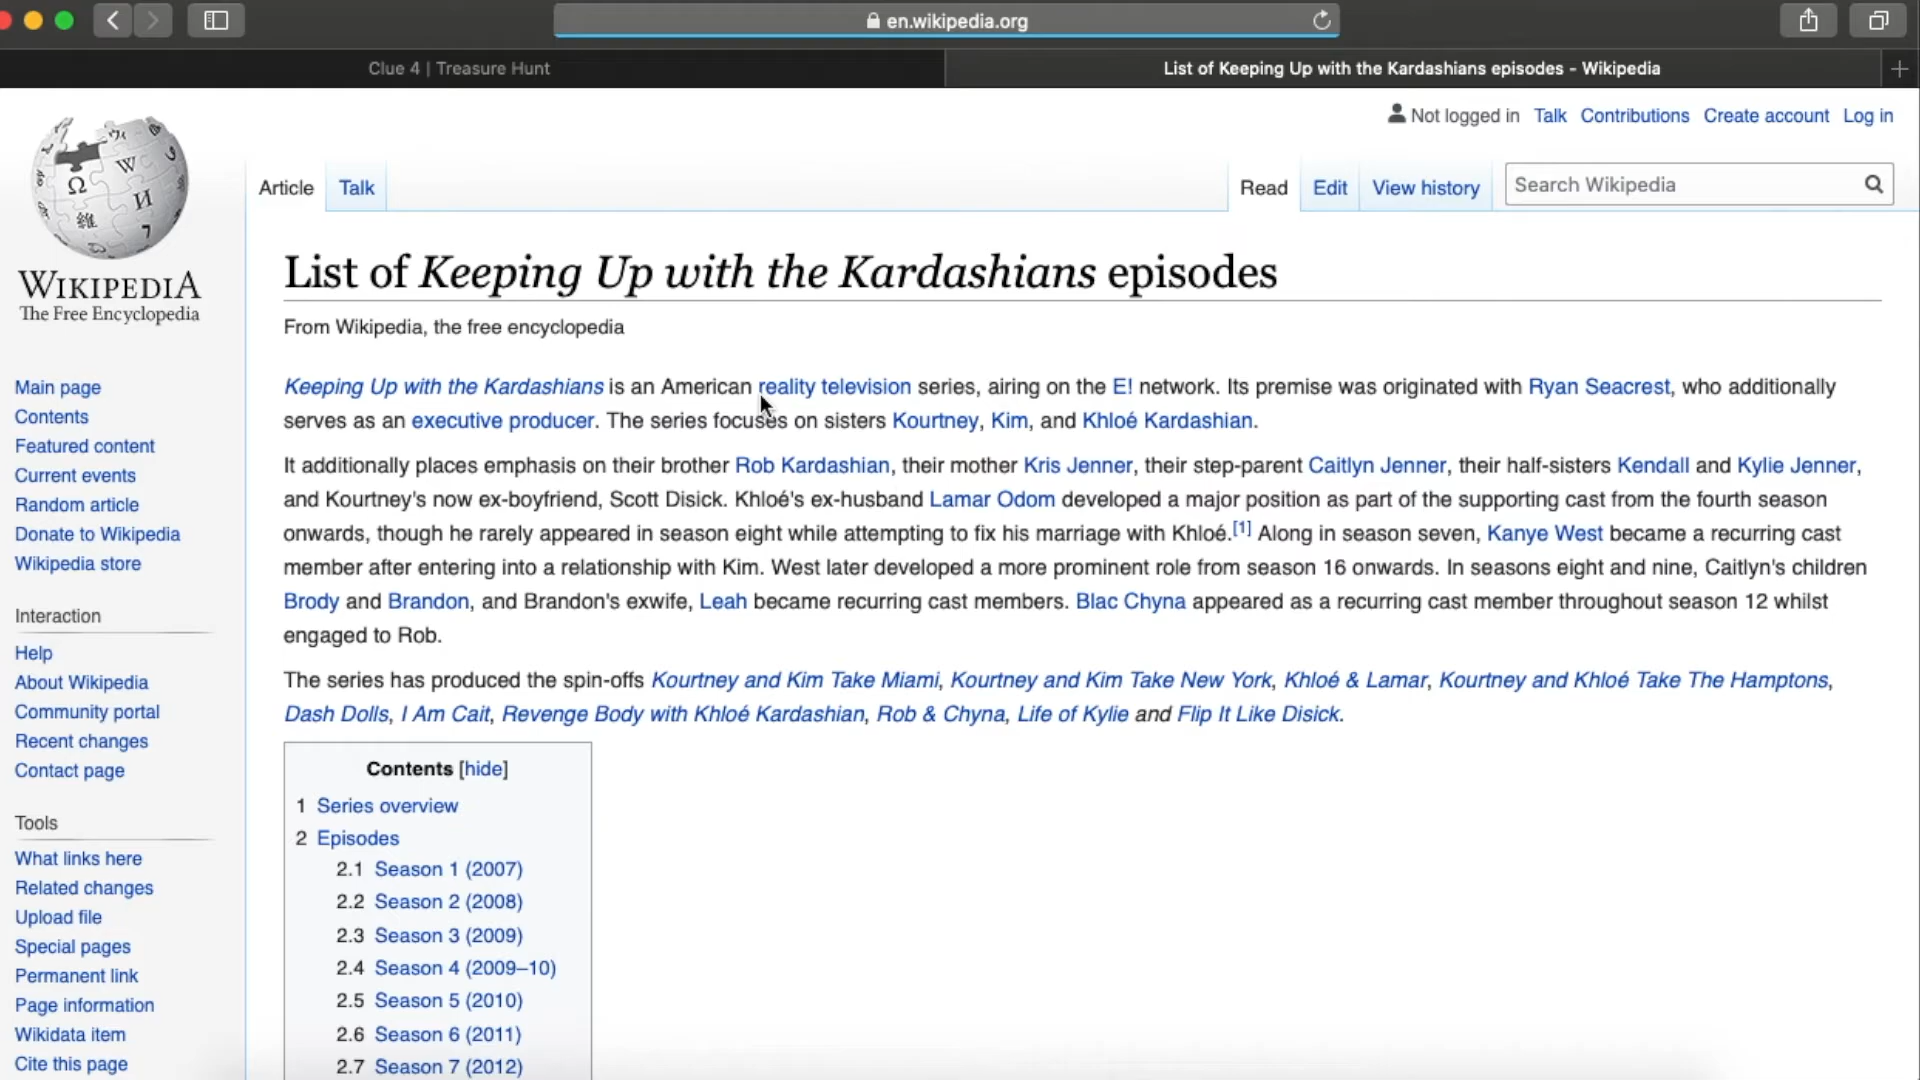 en.wikipedia.org
Clue 4 | Treasure Hunt
List of Keeping Up with the Kardashians episodes - Wikipedia
Not logged in Talk Contributions Create account Log in
Article Talk Read Edit View history Search Wikipedia
WIKIPEDIA
The Free Encyclopedia
Main page
Contents
Featured content
Current events
Random article
Donate to Wikipedia
Wikipedia store
Interaction
Help
About Wikipedia
Community portal
Recent changes
Contact page
Tools
What links here
Related changes
Upload file
Special pages
Permanent link
Page information
Wikidata item
Cite this page
List of Keeping Up with the Kardashians episodes
From Wikipedia, the free encyclopedia
Keeping Up with the Kardashians is an American reality television series, airing on the E! network. Its premise was originated with Ryan Seacrest, who additionally
serves as an executive producer. The series focuses on sisters Kourtney, Kim, and Khloé Kardashian.
It additionally places emphasis on their brother Rob Kardashian, their mother Kris Jenner, their step-parent Caitlyn Jenner, their half-sisters Kendall and Kylie Jenner,
and Kourtney's now ex-boyfriend, Scott Disick. Khloé's ex-husband Lamar Odom developed a major position as part of the supporting cast from the fourth season
onwards, though he rarely appeared in season eight while attempting to fix his marriage with Khloé.[1] Along in season seven, Kanye West became a recurring cast
member after entering into a relationship with Kim. West later developed a more prominent role from season 16 onwards. In seasons eight and nine, Caitlyn's children
Brody and Brandon, and Brandon's exwife, Leah became recurring cast members. Blac Chyna appeared as a recurring cast member throughout season 12 whilst
engaged to Rob.
The series has produced the spin-offs Kourtney and Kim Take Miami, Kourtney and Kim Take New York, Khloé & Lamar, Kourtney and Khloé Take The Hamptons,
Dash Dolls, I Am Cait, Revenge Body with Khloé Kardashian, Rob & Chyna, Life of Kylie and Flip It Like Disick.
Contents [hide]
1 Series overview
2 Episodes
2.1 Season 1 (2007)
2.2 Season 2 (2008)
2.3 Season 3 (2009)
2.4 Season 4 (2009–10)
2.5 Season 5 (2010)
2.6 Season 6 (2011)
2.7 Season 7 (2012)